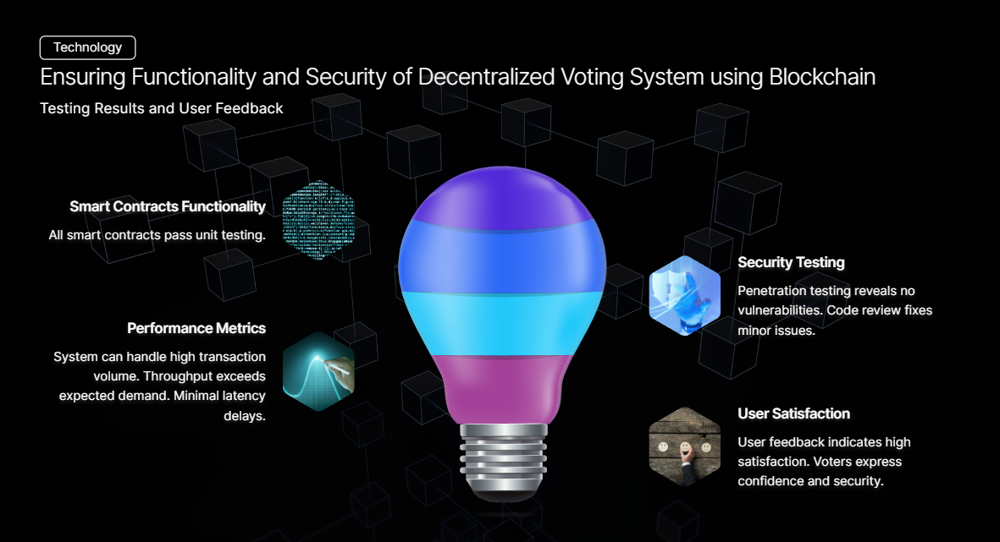 Technology
Ensuring Functionality and Security of Decentralized Voting System using Blockchain
Testing Results and User Feedback
Smart Contracts Functionality
All smart contracts pass unit testing.
Performance Metrics
System can handle high transaction
volume. Throughput exceeds
expected demand. Minimal latency
delays.
Security Testing
Penetration testing reveals no
vulnerabilities. Code review fixes
minor issues.
User Satisfaction
User feedback indicates high
satisfaction. Voters express
confidence and security.